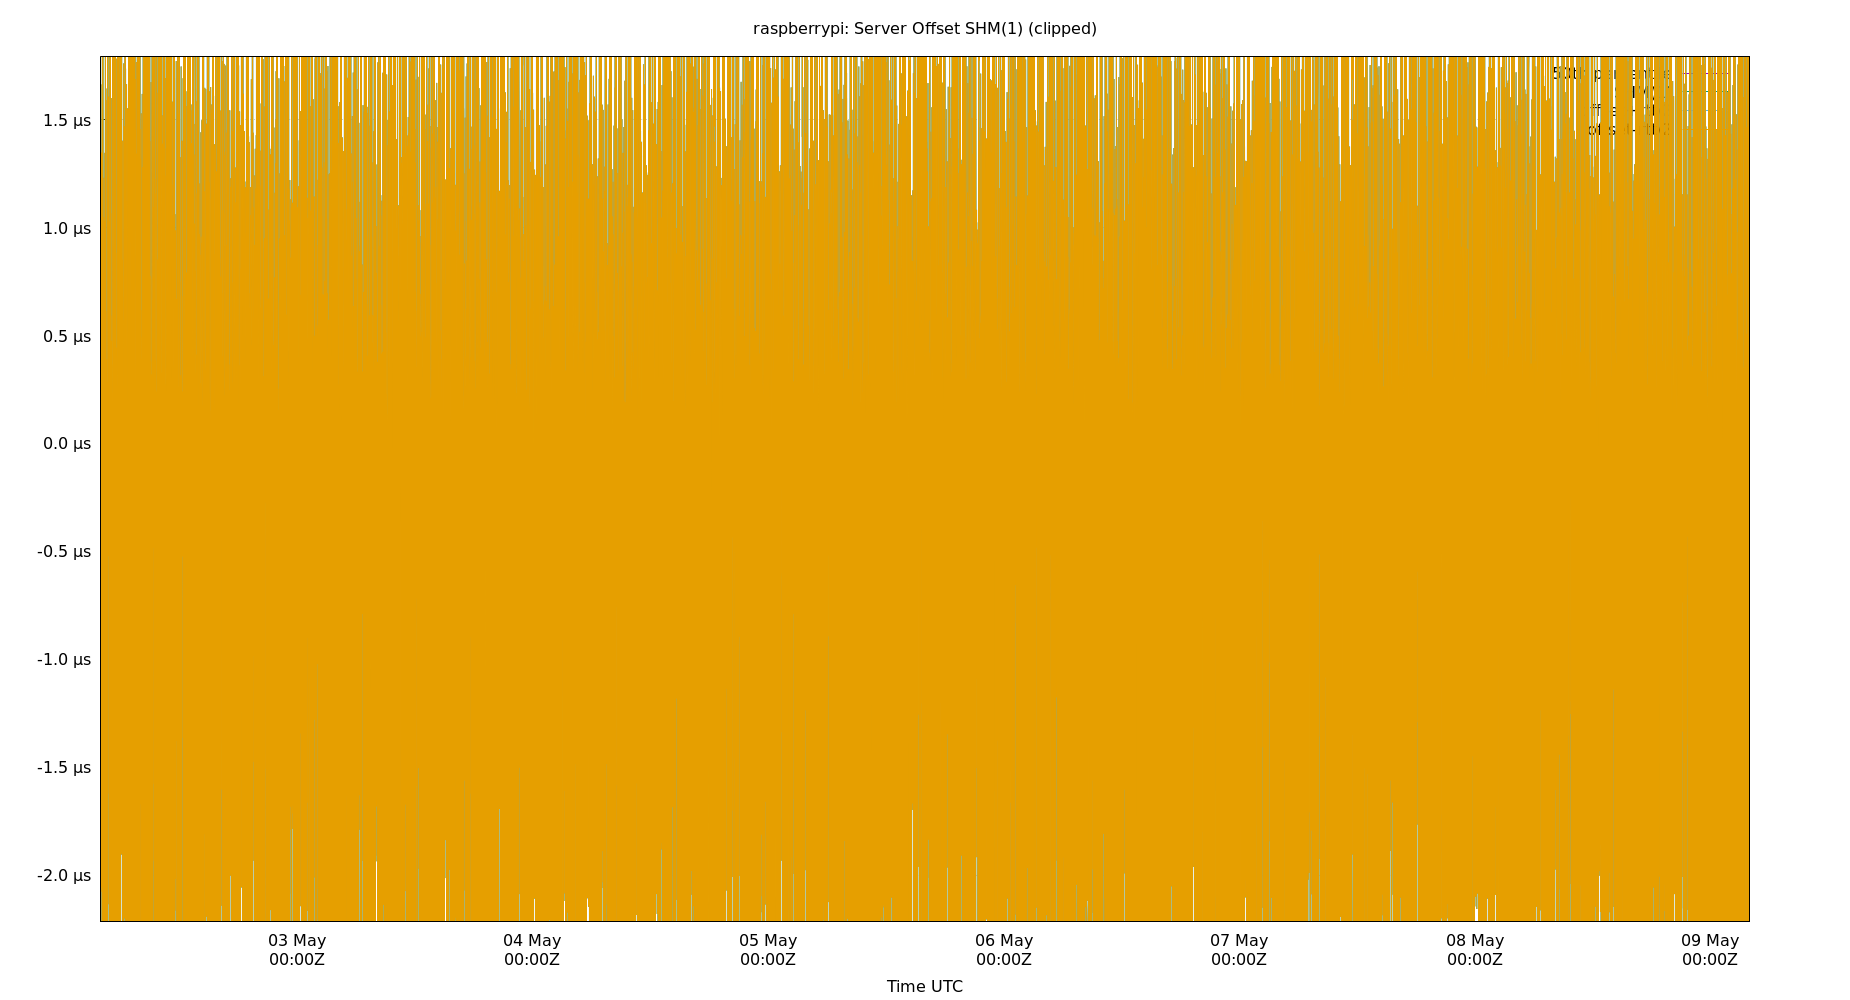 raspberrypi: Server Offset SHM(1) (clipped)
1.5 µs
1.0 µs
0.5 µs
0.0 µs
-0.5 µs
-1.0 µs
-1.5 µs
-2.0 µs
03 May
00:00Z
04 May
00:00Z
05 May
00:00Z
06 May
00:00Z
07 May
00:00Z
08 May
00:00Z
09 May
00:00Z
Time UTC